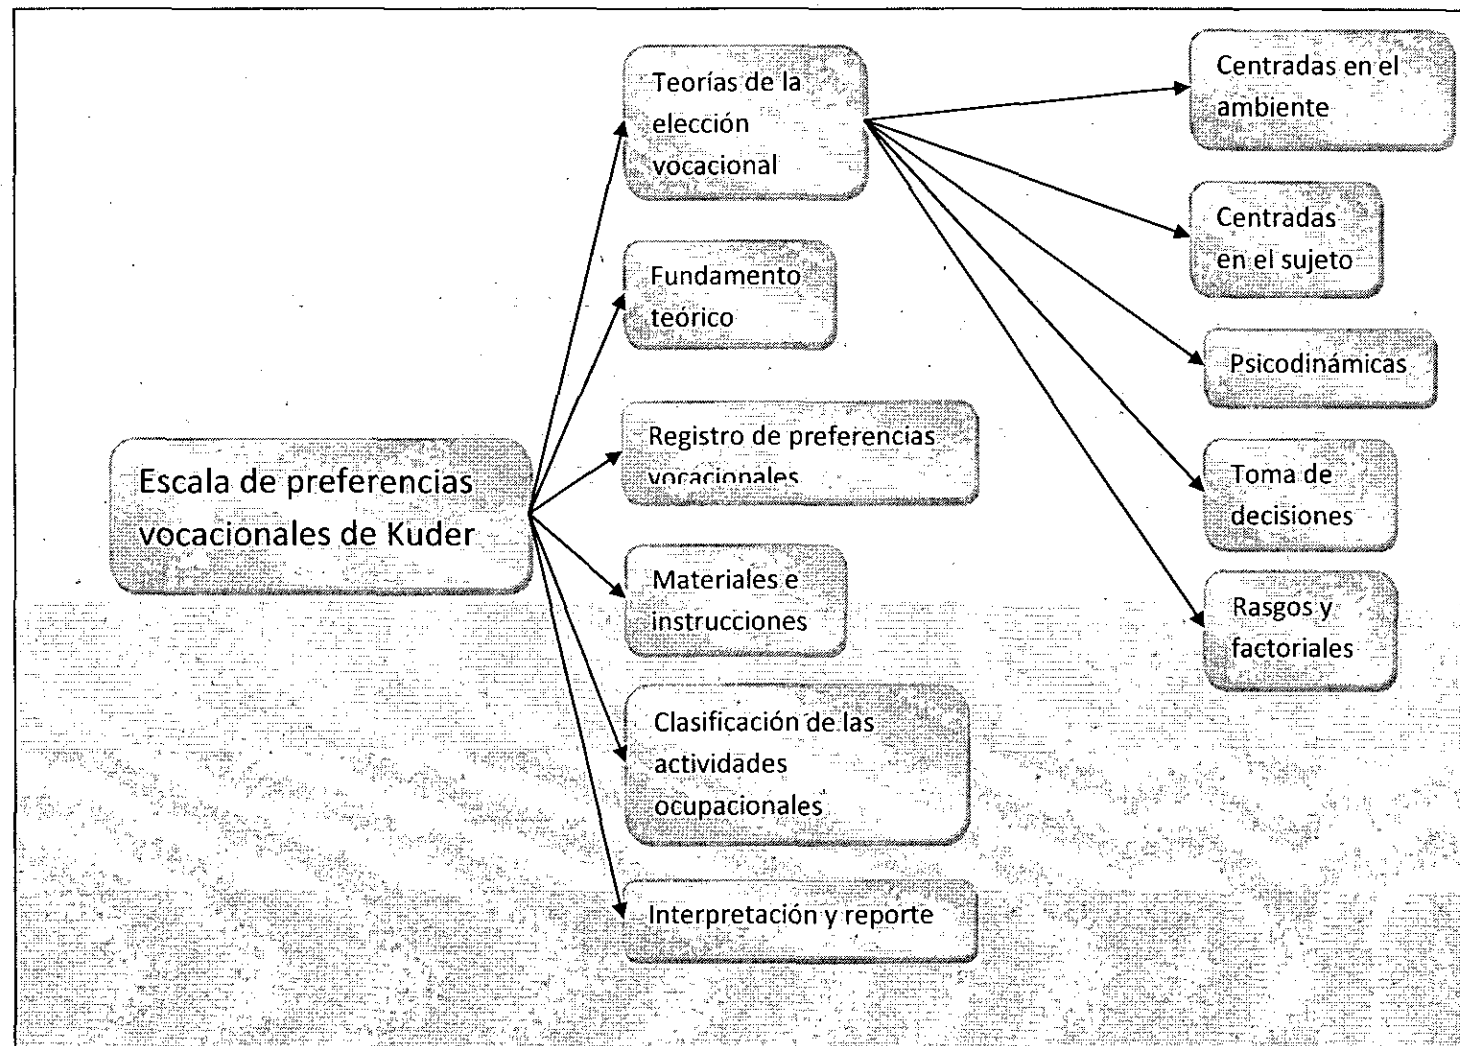 Escala de preferencias
vocacionales de Kuder
Teorías de la
elección
vocacional
Fundamento
teórico
Registro de preferencias
vocacionales
Materiales e
instrucciones
Clasificación de las
actividades
ocupacionales
Interpretación y reporte
Centradas en el
ambiente
Centradas
en el sujeto
Psicodinámicas
Toma de
decisiones
Rasgos y
factoriales